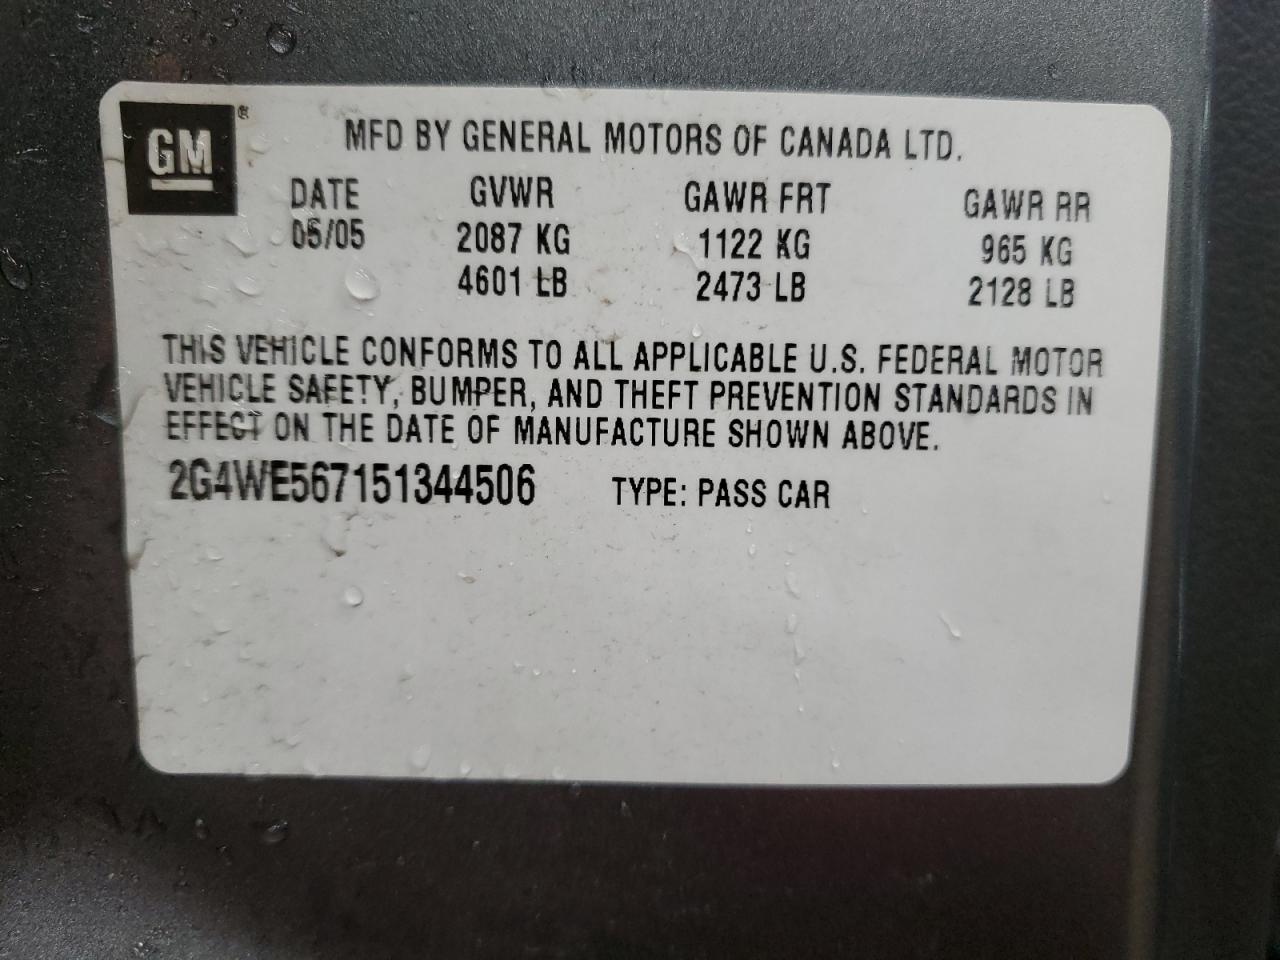 GM ®
MFD BY GENERAL MOTORS OF CANADA LTD.
DATE GVWR GAWR FRT GAWR RR
05/05 2087 KG 1122 KG 965 KG
4601 LB 2473 LB 2128 LB
THIS VEHICLE CONFORMS TO ALL APPLICABLE U.S. FEDERAL MOTOR
VEHICLE SAFETY, BUMPER, AND THEFT PREVENTION STANDARDS IN
EFFECT ON THE DATE OF MANUFACTURE SHOWN ABOVE.
2G4WE567151344506 TYPE: PASS CAR